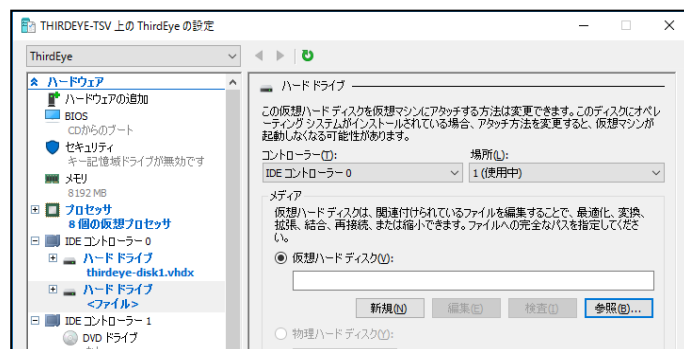 THIRDEYE-TSV 上の ThirdEye の設定
ThirdEye
ハードウェア
ハードウェアの追加
BIOS
CDからのブート
セキュリティ
キー記憶域ドライブが無効です
メモリ
8192 MB
プロセッサ
8 個の仮想プロセッサ
IDE コントローラー 0
ハード ドライブ
thirdeye-disk1.vhdx
ハード ドライブ
<ファイル>
IDE コントローラー 1
DVD ドライブ
ハード ドライブ
この仮想ハード ディスクを仮想マシンにアタッチする方法は変更できます。このディスクにオペレ
ーティング システムがインストールされている場合、アタッチ方法を変更すると、仮想マシンが
起動しなくなる可能性があります。
コントローラー(T):
場所(L):
IDE コントローラー 0
1 (使用中)
メディア
仮想ハード ディスクは、関連付けられているファイルを編集することで、最適化、変換、
拡張、結合、再接続、または縮小できます。ファイルへの完全なパスを指定してくださ
い。
仮想ハード ディスク(V):
新規(N)
編集(E)
検査(I)
参照(B)...
物理ハード ディスク(Y):